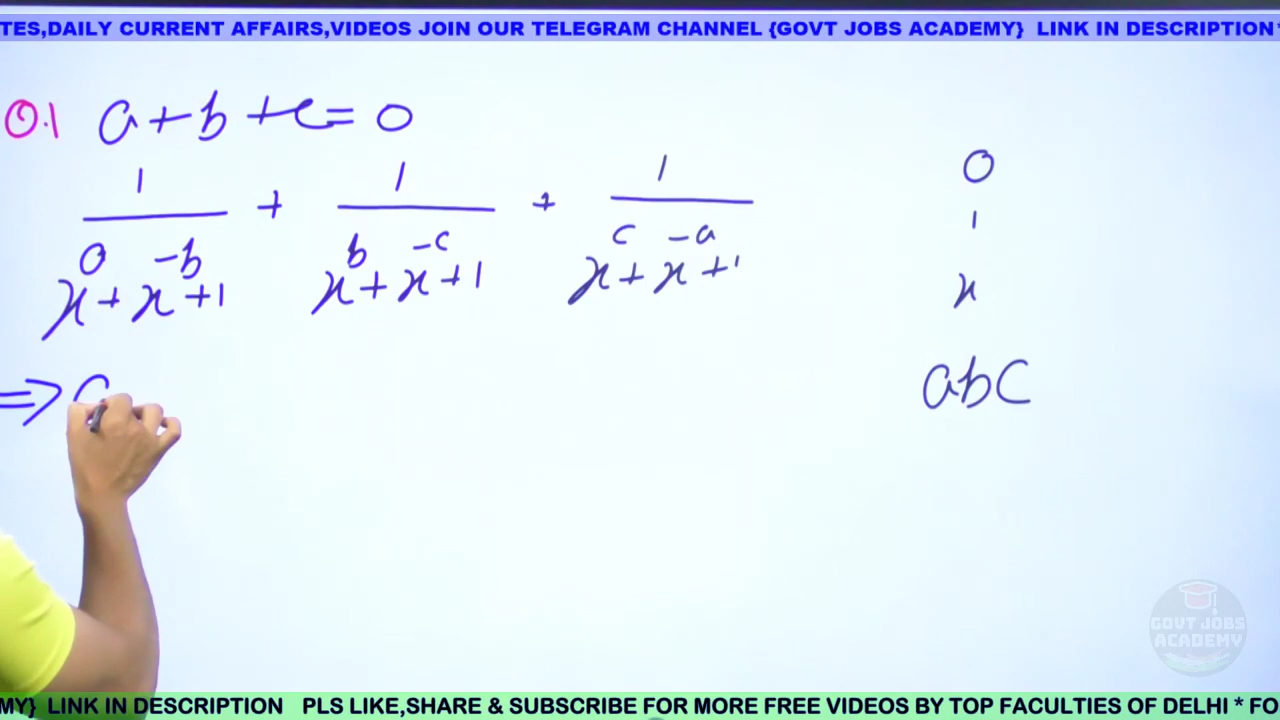 TES,DAILY CURRENT AFFAIRS,VIDEOS JOIN OUR TELEGRAM CHANNEL {GOVT JOBS ACADEMY} LINK IN DESCRIPTION*
Q.1 a+b+c=0
1 + 1 + 1
a -b b -c c -a
x+x+1 x+x+1 x+x+1
0
1
x
abc
⇒
GOVT JOBS
ACADEMY
MY} LINK IN DESCRIPTION PLS LIKE,SHARE & SUBSCRIBE FOR MORE FREE VIDEOS BY TOP FACULTIES OF DELHI * FO